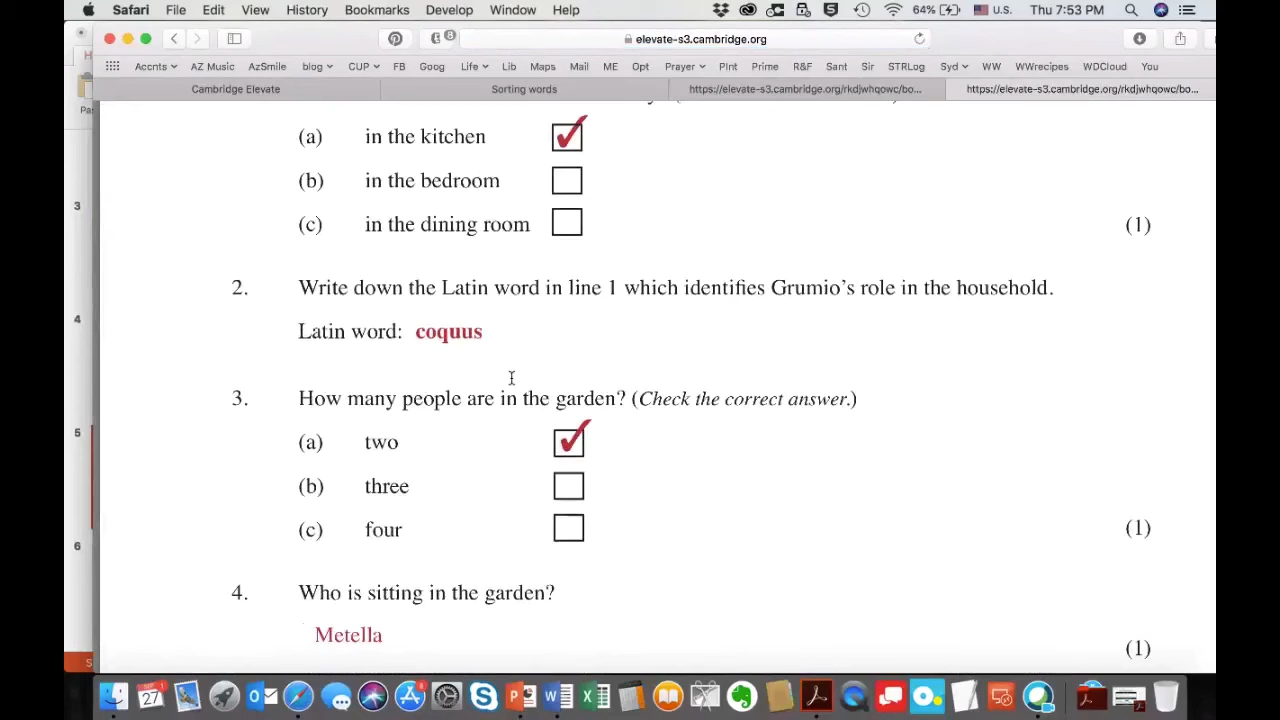 Safari File Edit View History Bookmarks Develop Window Help 64% U.S. Thu 7:53 PM
8 elevate-s3.cambridge.org
Accnts AZ Music AZSmile blog CUP FB Goog Life Lib Maps Mail ME Opt Prayer PInt Prime R&F Sant Sir STRLog Syd WW WWrecipes WDCloud You
Cambridge Elevate Sorting words https://elevate-s3.cambridge.org/rkdjwhqowc/bo... https://elevate-s3.cambridge.org/rkdjwhqowc/bo...
(a) in the kitchen
(b) in the bedroom
(c) in the dining room (1)
2. Write down the Latin word in line 1 which identifies Grumio's role in the household.
Latin word: coquus
3. How many people are in the garden? (Check the correct answer.)
(a) two
(b) three
(c) four (1)
4. Who is sitting in the garden?
Metella
(1)
H
Pas
3
4
5
6
S
27